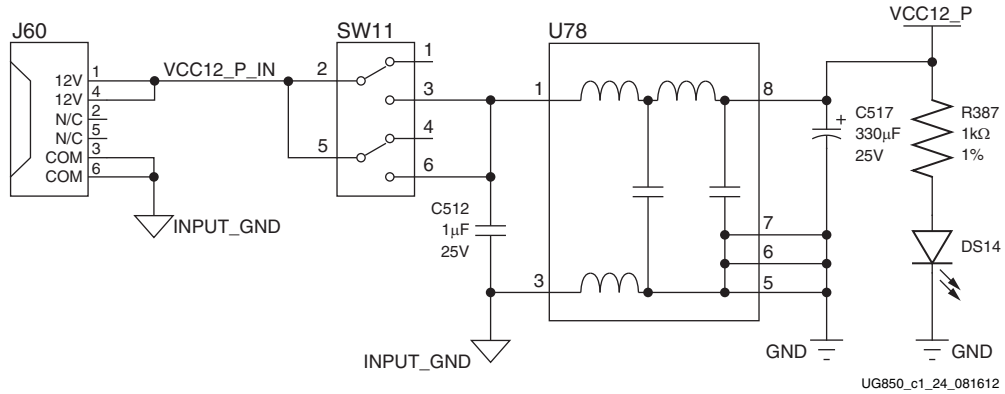 VCC12_P
J60
SW11
U78
12V 1
12V 4
N/C 2
N/C 5
COM 3
COM 6
VCC12_P_IN
INPUT_GND
1
2
3
4
5
6
C512
1μF
25V
INPUT_GND
1
3
8
7
6
5
+
C517
330μF
25V
R387
1kΩ
1%
DS14
GND
GND
UG850_c1_24_081612